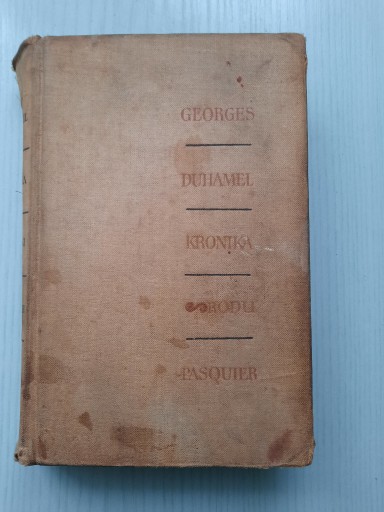 GEORGES
DUHAMEL
KRONIKA
RODU
PASQUIER